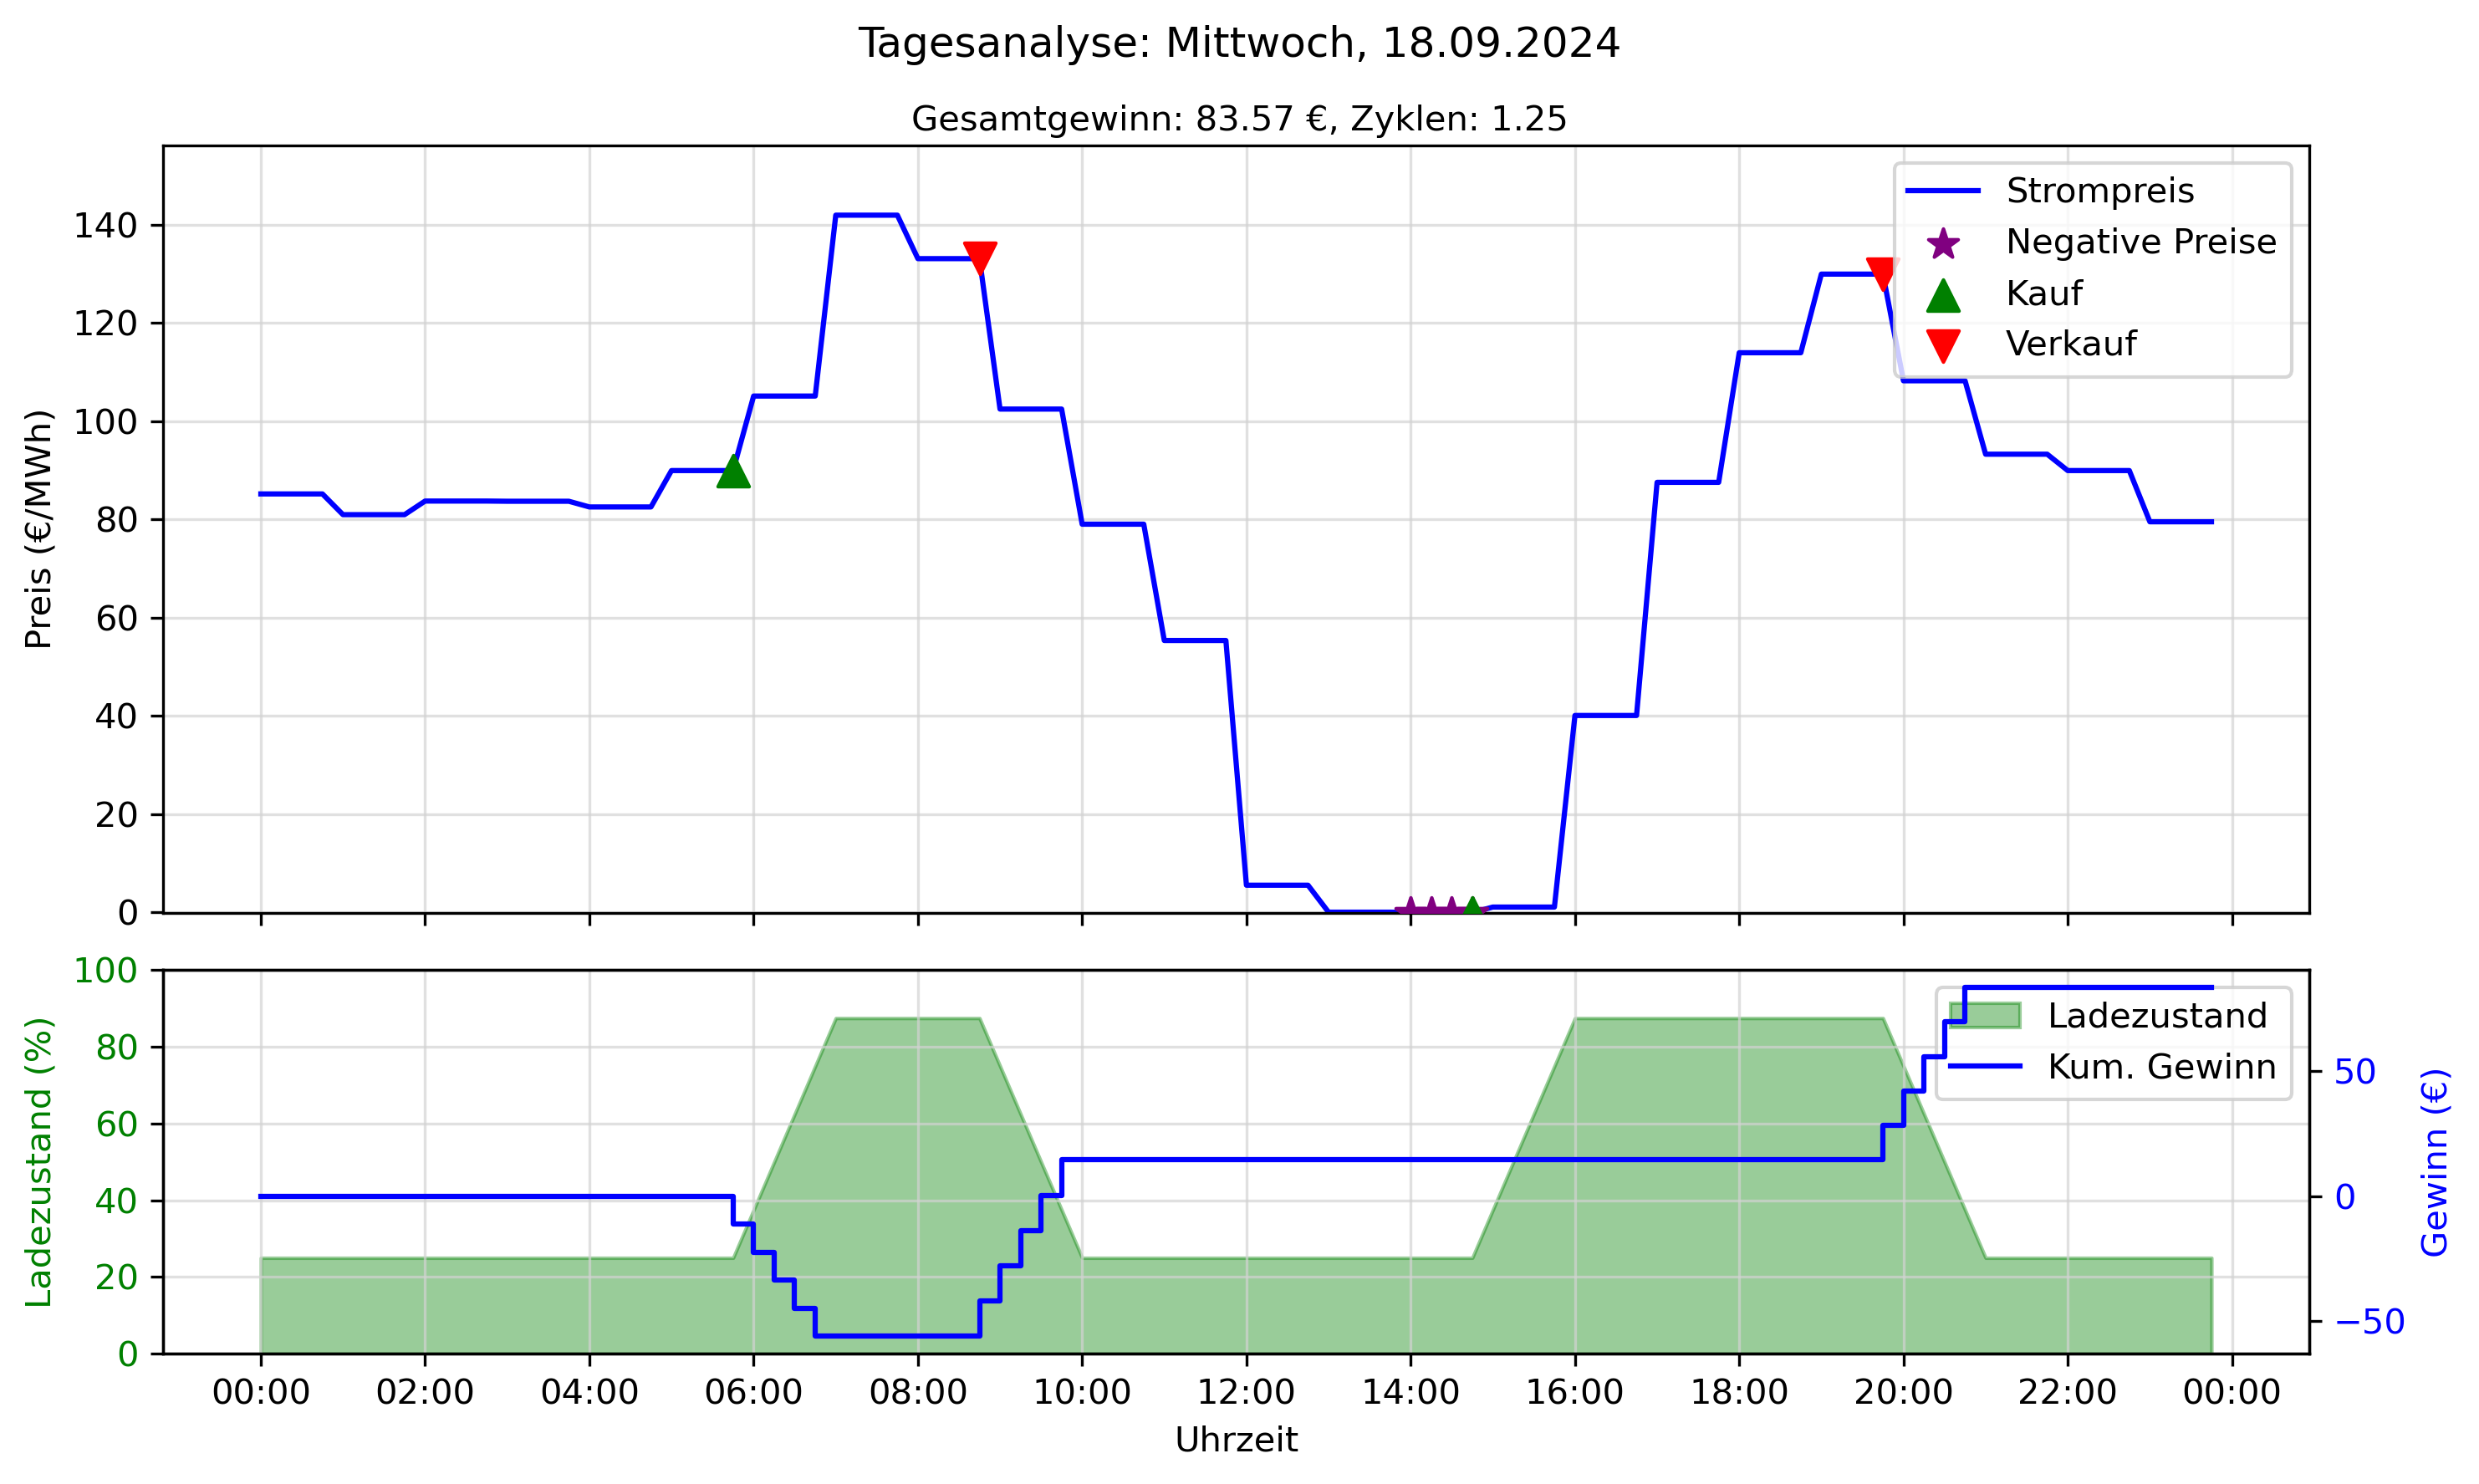 Tagesanalyse: Mittwoch, 18.09.2024
Gesamtgewinn: 83.57 €, Zyklen: 1.25
Preis (€/MWh)
140
120
100
80
60
40
20
0
Strompreis
Negative Preise
Kauf
Verkauf
Ladezustand (%)
100
80
60
40
20
0
Ladezustand
Kum. Gewinn
50
0
−50
Gewinn (€)
00:00 02:00 04:00 06:00 08:00 10:00 12:00 14:00 16:00 18:00 20:00 22:00 00:00
Uhrzeit